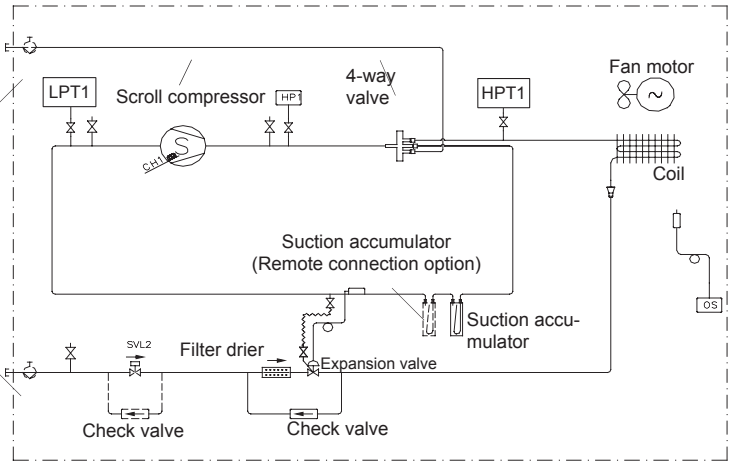 4-way
valve
Fan motor
LPT1
Scroll compressor
HP1
HPT1
~
S
CH1
Coil
Suction accumulator
(Remote connection option)
OS
Suction accu-
mulator
SVL2
Filter drier
Expansion valve
Check valve
Check valve